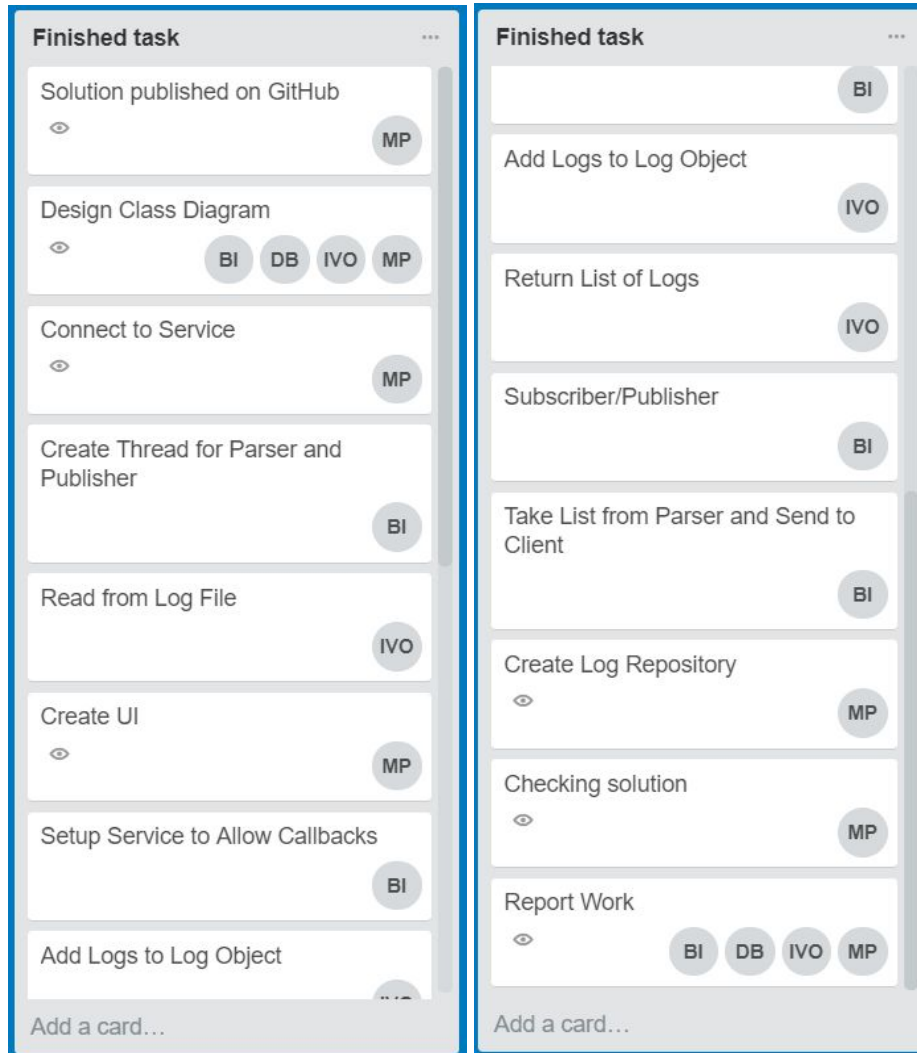 Finished task
Solution published on GitHub
MP
Design Class Diagram
BI DB IVO MP
Connect to Service
MP
Create Thread for Parser and
Publisher
BI
Read from Log File
IVO
Create UI
MP
Setup Service to Allow Callbacks
BI
Add Logs to Log Object
IVO
Add a card…
Finished task
BI
Add Logs to Log Object
IVO
Return List of Logs
IVO
Subscriber/Publisher
BI
Take List from Parser and Send to
Client
BI
Create Log Repository
MP
Checking solution
MP
Report Work
BI DB IVO MP
Add a card…